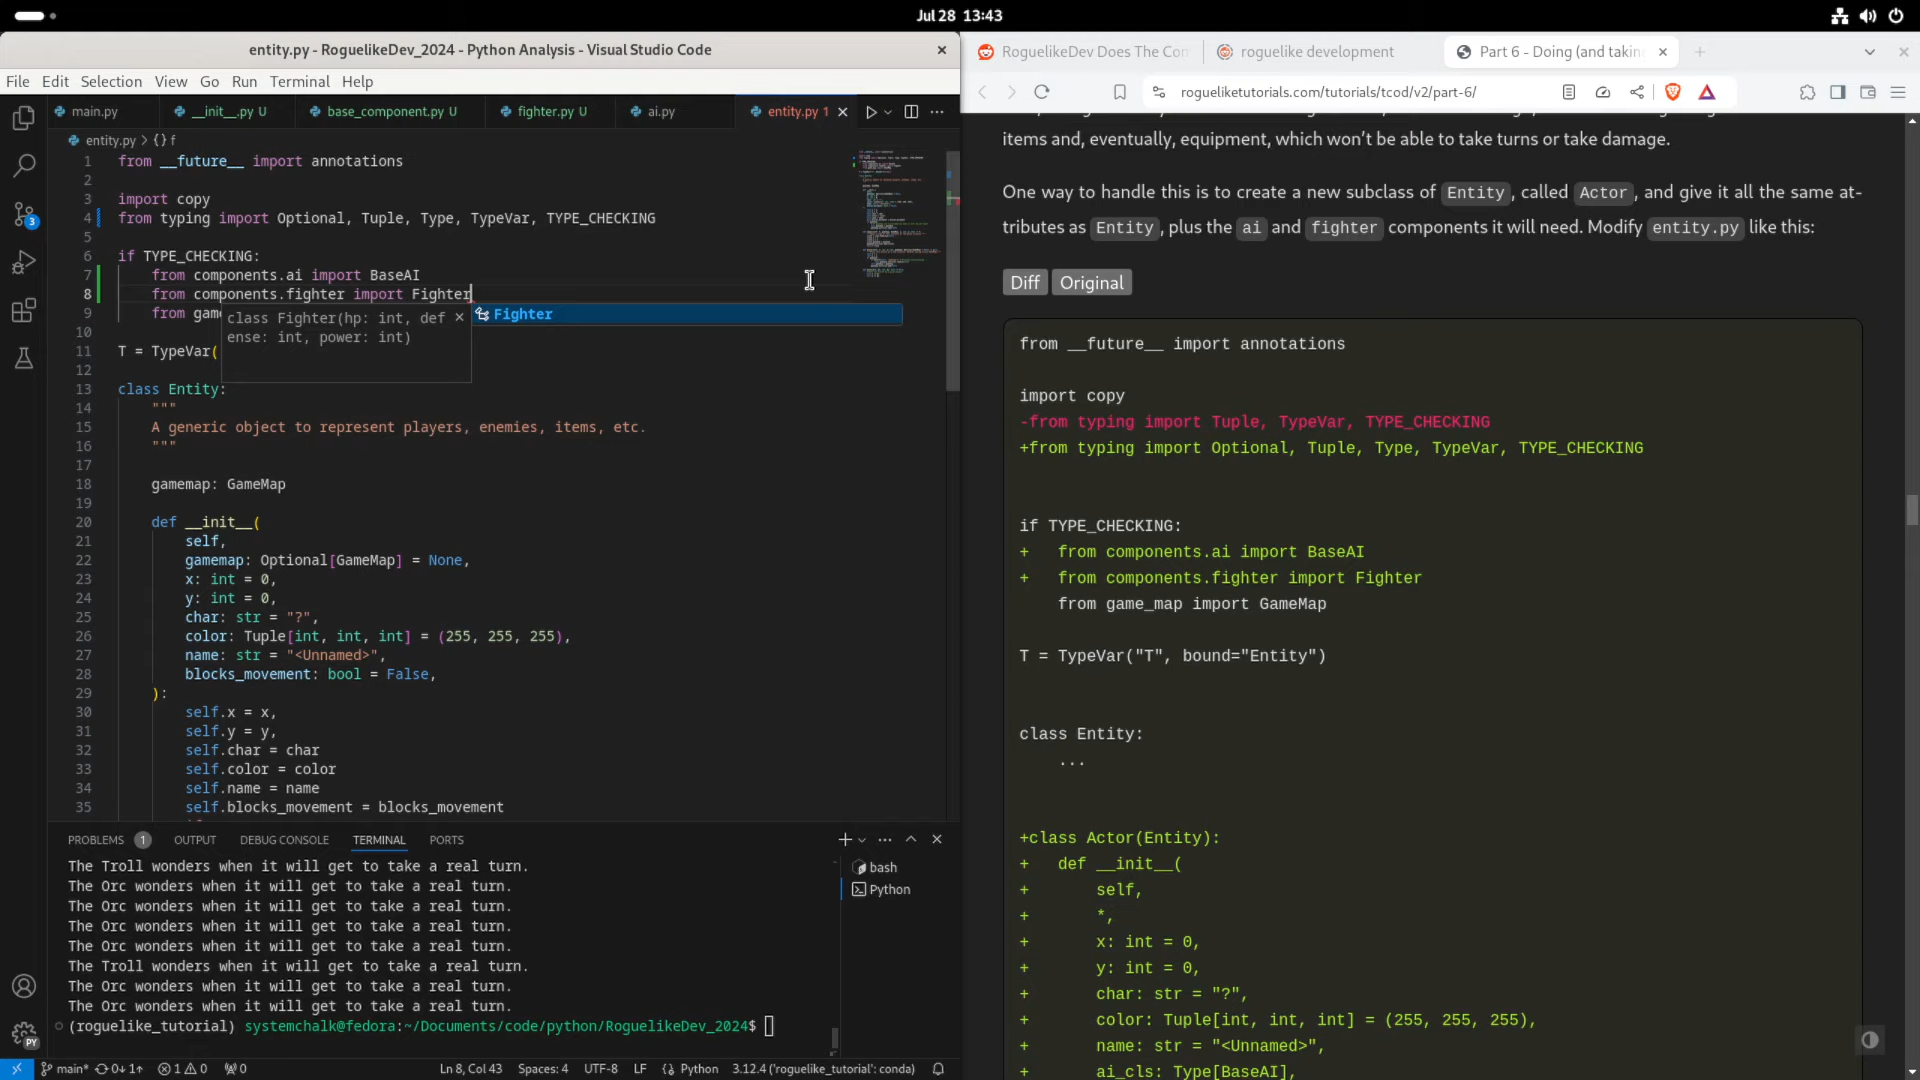 Jul 28 13:43
entity.py - RoguelikeDev_2024 - Python Analysis - Visual Studio Code
File Edit Selection View Go Run Terminal Help
main.py __init__.py U base_component.py U fighter.py U ai.py entity.py 1
entity.py > {} f
1 from __future__ import annotations
2
3 import copy
4 from typing import Optional, Tuple, Type, TypeVar, TYPE_CHECKING
5
6 if TYPE_CHECKING:
7 from components.ai import BaseAI
8 from components.fighter import Fighter
9 from gam
class Fighter(hp: int, def
ense: int, power: int)
Fighter
10
11 T = TypeVar(
12
13 class Entity:
14 """
15 A generic object to represent players, enemies, items, etc.
16 """
17
18 gamemap: GameMap
19
20 def __init__(
21 self,
22 gamemap: Optional[GameMap] = None,
23 x: int = 0,
24 y: int = 0,
25 char: str = "?",
26 color: Tuple[int, int, int] = (255, 255, 255),
27 name: str = "<Unnamed>",
28 blocks_movement: bool = False,
29 ):
30 self.x = x,
31 self.y = y,
32 self.char = char
33 self.color = color
34 self.name = name
35 self.blocks_movement = blocks_movement
PROBLEMS 1 OUTPUT DEBUG CONSOLE TERMINAL PORTS
The Troll wonders when it will get to take a real turn.
The Orc wonders when it will get to take a real turn.
The Orc wonders when it will get to take a real turn.
The Orc wonders when it will get to take a real turn.
The Orc wonders when it will get to take a real turn.
The Troll wonders when it will get to take a real turn.
The Orc wonders when it will get to take a real turn.
The Orc wonders when it will get to take a real turn.
(roguelike_tutorial) systemchalk@fedora:~/Documents/code/python/RoguelikeDev_2024$
bash
Python
3
PY
main* 0↓ 1↑ 1 0 0 Ln 8, Col 43 Spaces: 4 UTF-8 LF Python 3.12.4 ('roguelike_tutorial': conda)
RoguelikeDev Does The Con roguelike development Part 6 - Doing (and takin
rogueliketutorials.com/tutorials/tcod/v2/part-6/
items and, eventually, equipment, which won't be able to take turns or take damage.
One way to handle this is to create a new subclass of Entity, called Actor, and give it all the same at-
tributes as Entity, plus the ai and fighter components it will need. Modify entity.py like this:
Diff Original
from __future__ import annotations
import copy
-from typing import Tuple, TypeVar, TYPE_CHECKING
+from typing import Optional, Tuple, Type, TypeVar, TYPE_CHECKING
if TYPE_CHECKING:
+ from components.ai import BaseAI
+ from components.fighter import Fighter
from game_map import GameMap
T = TypeVar("T", bound="Entity")
class Entity:
...
+class Actor(Entity):
+ def __init__(
+ self,
+ *,
+ x: int = 0,
+ y: int = 0,
+ char: str = "?",
+ color: Tuple[int, int, int] = (255, 255, 255),
+ name: str = "<Unnamed>",
+ ai_cls: Type[BaseAI],